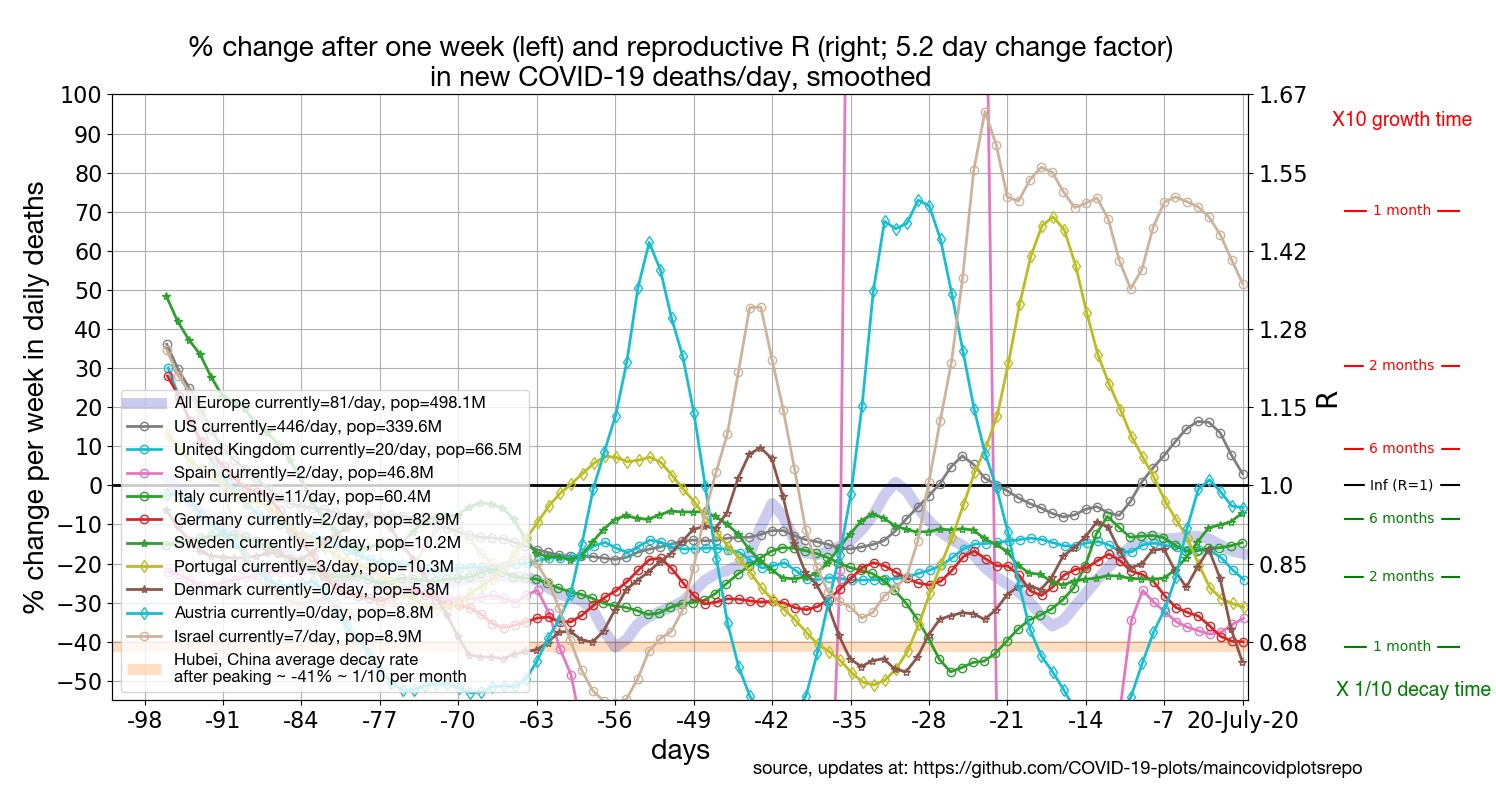 % change after one week (left) and reproductive R (right; 5.2 day change factor)
in new COVID-19 deaths/day, smoothed
100
90
80
70
60
50
40
30
20
10
0
−10
−20
−30
−40
−50
% change per week in daily deaths
1.67
1.55
1.42
1.28
1.15
1.0
0.85
0.68
R
X10 growth time
1 month
2 months
6 months
Inf (R=1)
6 months
2 months
1 month
X 1/10 decay time
All Europe currently=81/day, pop=498.1M
US currently=446/day, pop=339.6M
United Kingdom currently=20/day, pop=66.5M
Spain currently=2/day, pop=46.8M
Italy currently=11/day, pop=60.4M
Germany currently=2/day, pop=82.9M
Sweden currently=12/day, pop=10.2M
Portugal currently=3/day, pop=10.3M
Denmark currently=0/day, pop=5.8M
Austria currently=0/day, pop=8.8M
Israel currently=7/day, pop=8.9M
Hubei, China average decay rate
after peaking ~ -41% ~ 1/10 per month
-98 -91 -84 -77 -70 -63 -56 -49 -42 -35 -28 -21 -14 -7 20-July-20
days
source, updates at: https://github.com/COVID-19-plots/maincovidplotsrepo